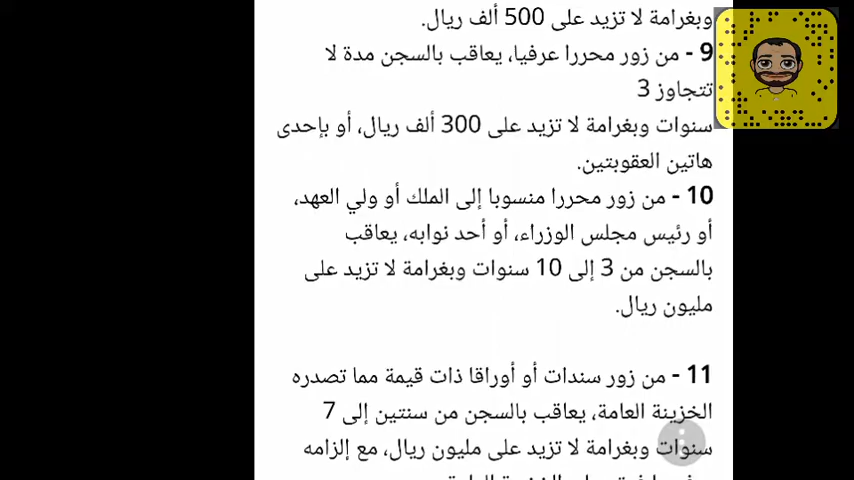 وبغرامة لا تزيد على 500 ألف ريال.
9 - من زور محررا عرفيا، يعاقب بالسجن مدة لا
تتجاوز 3
سنوات وبغرامة لا تزيد على 300 ألف ريال، أو بإحدى
هاتين العقوبتين.
10 - من زور محررا منسوبا إلى الملك أو ولي العهد،
أو رئيس مجلس الوزراء، أو أحد نوابه، يعاقب
بالسجن من 3 إلى 10 سنوات وبغرامة لا تزيد على
مليون ريال.
11 - من زور سندات أو أوراقا ذات قيمة مما تصدره
الخزينة العامة، يعاقب بالسجن من سنتين إلى 7
سنوات وبغرامة لا تزيد على مليون ريال، مع إلزامه